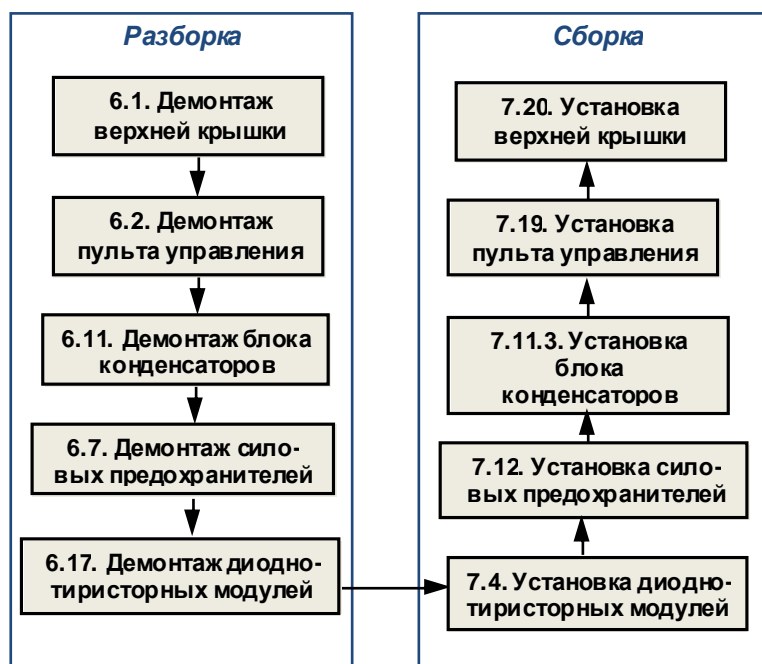 Разборка
6.1. Демонтаж
верхней крышки
6.2. Демонтаж
пульта управления
6.11. Демонтаж блока
конденсаторов
6.7. Демонтаж сило-
вых предохранителей
6.17. Демонтаж диодно-
тиристорных модулей
Сборка
7.20. Установка
верхней крышки
7.19. Установка
пульта управления
7.11.3. Установка
блока
конденсаторов
7.12. Установка сило-
вых предохранителей
7.4. Установка диодно-
тиристорных модулей